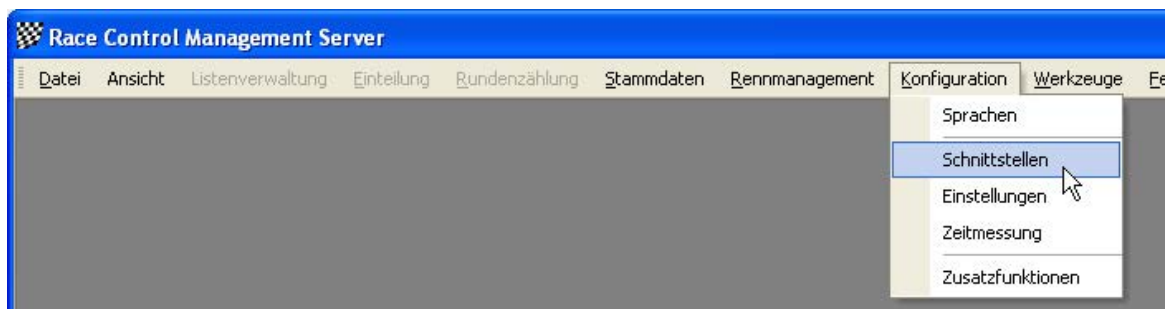 Race Control Management Server
Datei Ansicht Listenverwaltung Einteilung Rundenzählung Stammdaten Rennmanagement Konfiguration Werkzeuge
Sprachen
Schnittstellen
Einstellungen
Zeitmessung
Zusatzfunktionen